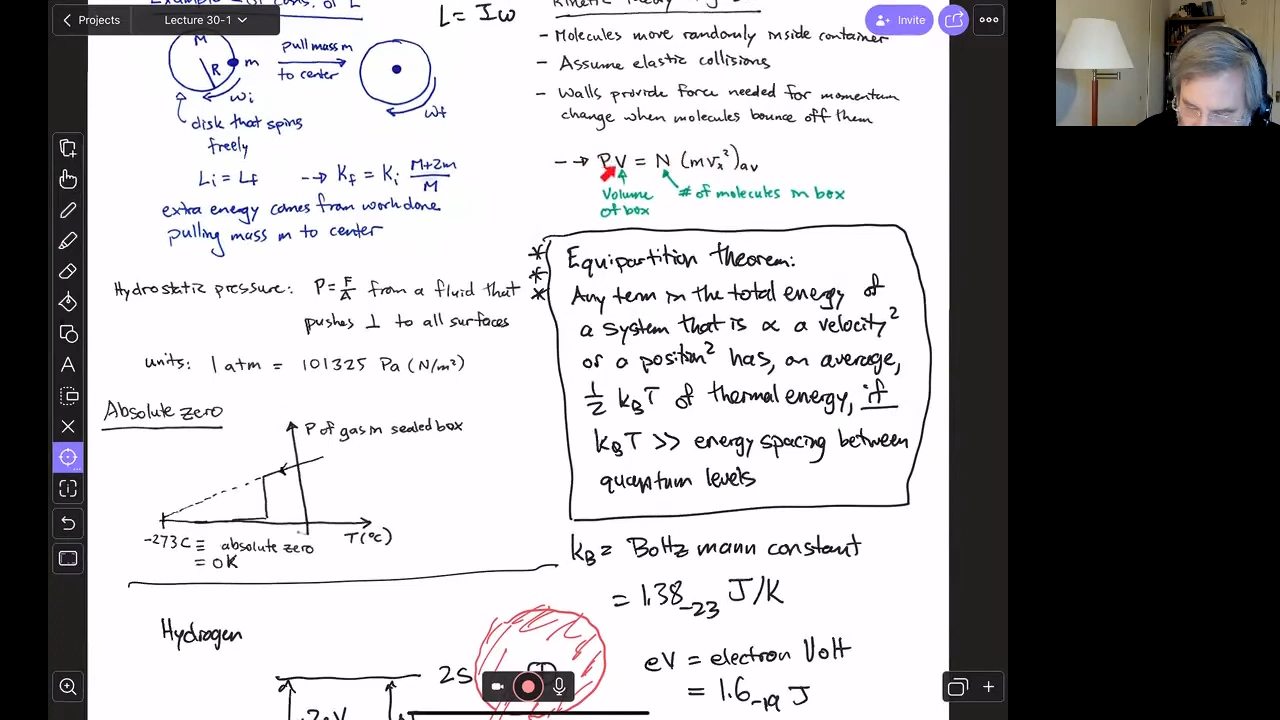 Projects
Lecture 30-1
Invite
L = Iω
M
R
m
ωi
pull mass m
to center
ωf
disk that spins
freely
Li = Lf --> Kf = Ki (M+2m)/M
extra energy comes from work done
pulling mass m to center
Hydrostatic pressure: P = F/A from a fluid that
pushes ⊥ to all surfaces
units: 1 atm = 101325 Pa (N/m²)
Absolute zero
P of gas in sealed box
T(°C)
-273C ≡ absolute zero
= 0K
Hydrogen
2S
- Molecules move randomly inside container
- Assume elastic collisions
- Walls provide force needed for momentum
change when molecules bounce off them
--> PV = N (mvx²)av
Volume
of box
# of molecules in box
***
Equipartition theorem:
Any term in the total energy of
a system that is ∝ a velocity²
or a position² has, on average,
1/2 kBT of thermal energy, if
kBT >> energy spacing between
quantum levels
kB = Boltzmann constant
= 1.38-23 J/K
eV = electron Volt
= 1.6-19 J